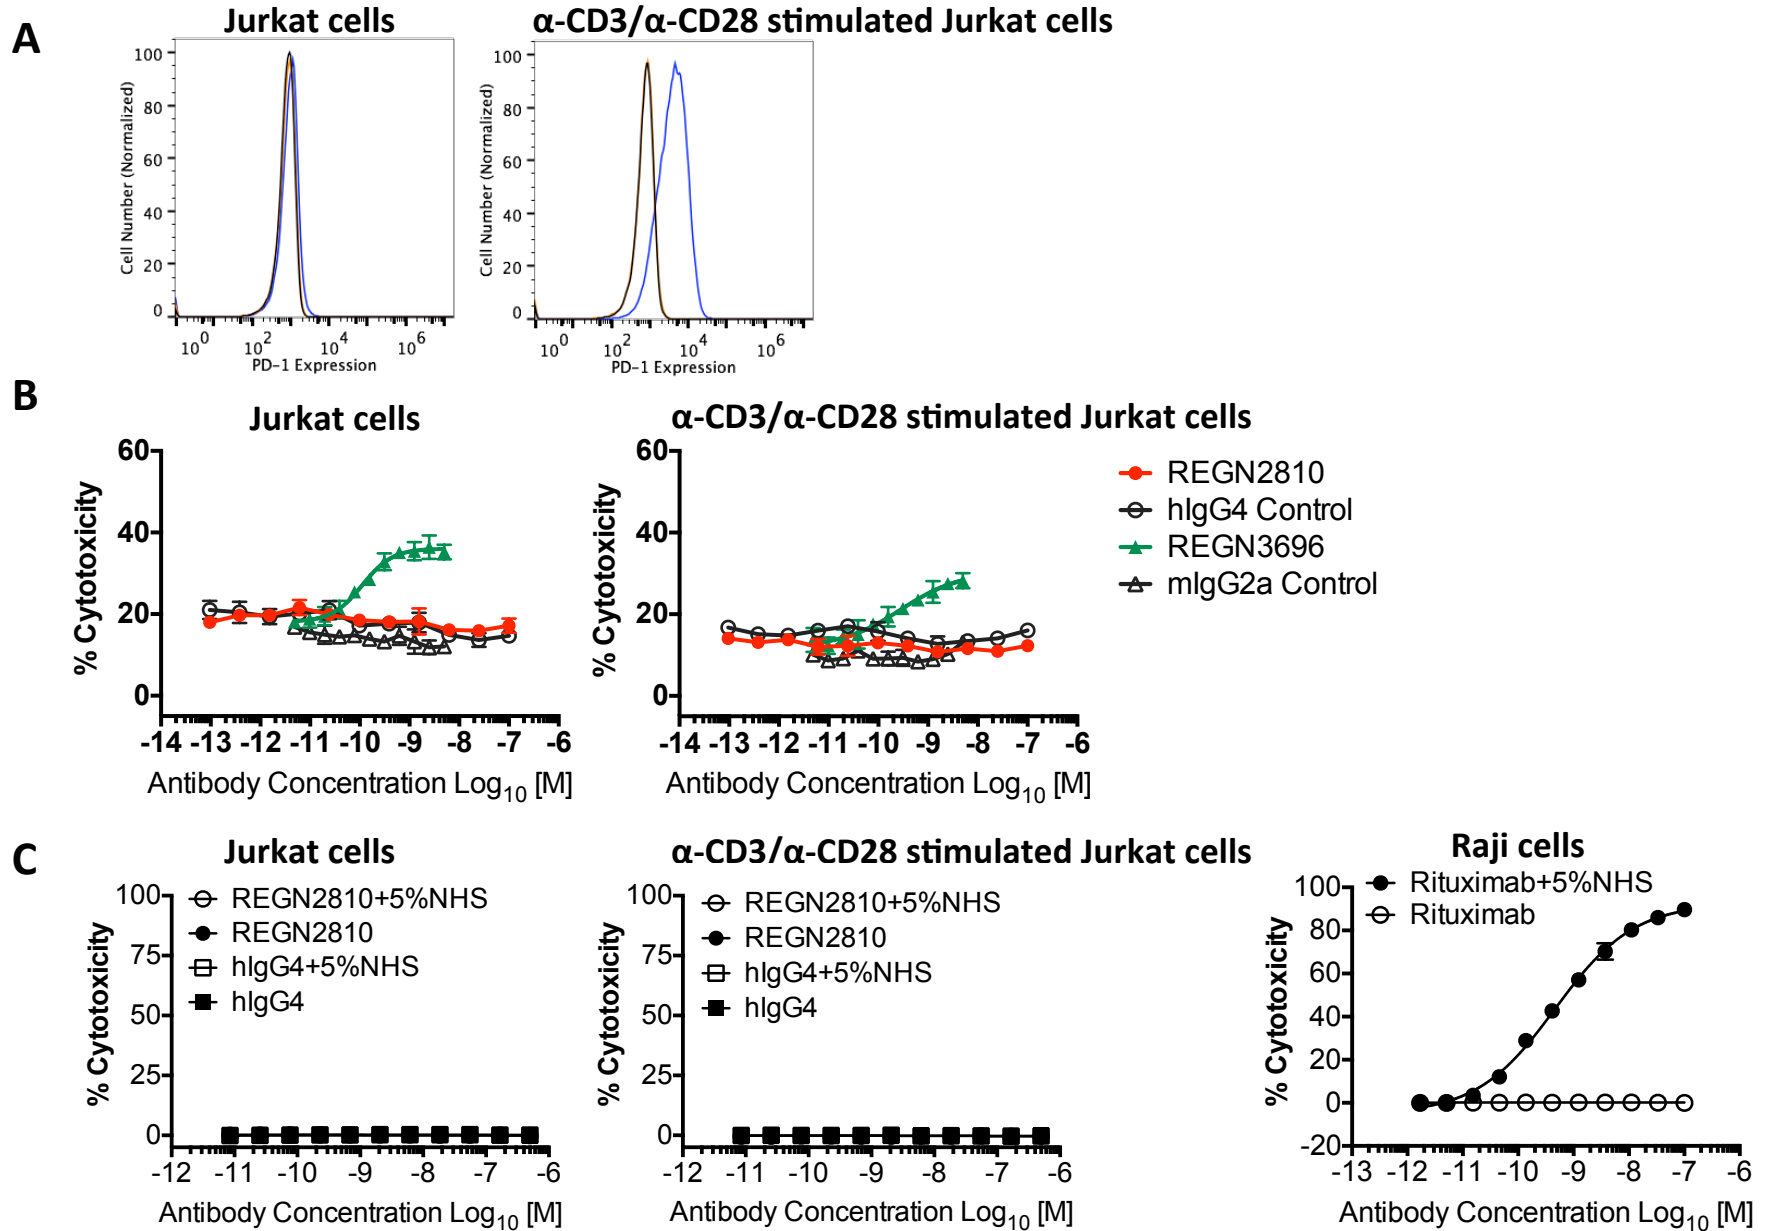 A
Jurkat cells
α-CD3/α-CD28 stimulated Jurkat cells
100
80
60
40
20
0
Cell Number (Normalized)
10^0 10^2 10^4 10^6
PD-1 Expression
100
80
60
40
20
0
Cell Number (Normalized)
10^0 10^2 10^4 10^6
PD-1 Expression
B
Jurkat cells
α-CD3/α-CD28 stimulated Jurkat cells
60
40
20
0
% Cytotoxicity
-14 -13 -12 -11 -10 -9 -8 -7 -6
Antibody Concentration Log10 [M]
60
40
20
0
% Cytotoxicity
-14 -13 -12 -11 -10 -9 -8 -7 -6
Antibody Concentration Log10 [M]
REGN2810
hIgG4 Control
REGN3696
mIgG2a Control
C
Jurkat cells
α-CD3/α-CD28 stimulated Jurkat cells
Raji cells
100
75
50
25
0
% Cytotoxicity
REGN2810+5%NHS
REGN2810
hIgG4+5%NHS
hIgG4
-12 -11 -10 -9 -8 -7 -6
Antibody Concentration Log10 [M]
100
75
50
25
0
% Cytotoxicity
REGN2810+5%NHS
REGN2810
hIgG4+5%NHS
hIgG4
-12 -11 -10 -9 -8 -7 -6
Antibody Concentration Log10 [M]
100
80
60
40
20
0
-20
% Cytotoxicity
Rituximab+5%NHS
Rituximab
-13 -12 -11 -10 -9 -8 -7 -6
Antibody Concentration Log10 [M]